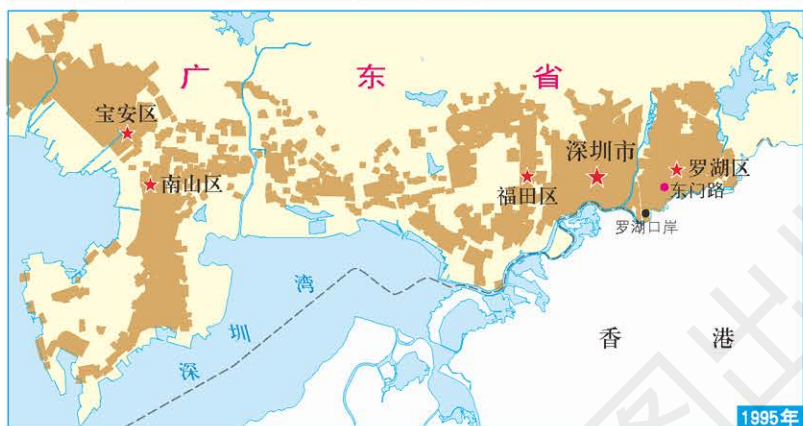 广 东 省
宝安区
南山区
深圳市
福田区
罗湖区
东门路
罗湖口岸
深 圳 湾
香 港
1995年